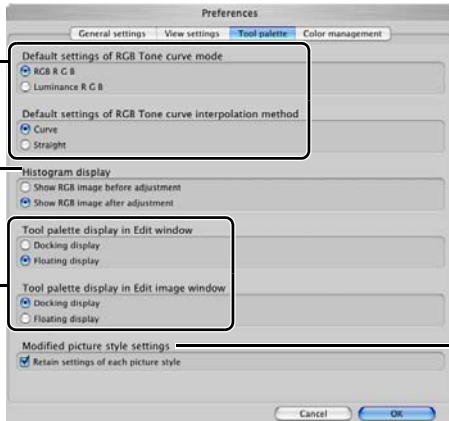 Preferences
General settings View settings Tool palette Color management
Default settings of RGB Tone curve mode
RGB R G B
Luminance R G B
Default settings of RGB Tone curve interpolation method
Curve
Straight
Histogram display
Show RGB image before adjustment
Show RGB image after adjustment
Tool palette display in Edit window
Docking display
Floating display
Tool palette display in Edit image window
Docking display
Floating display
Modified picture style settings
Retain settings of each picture style
Cancel OK